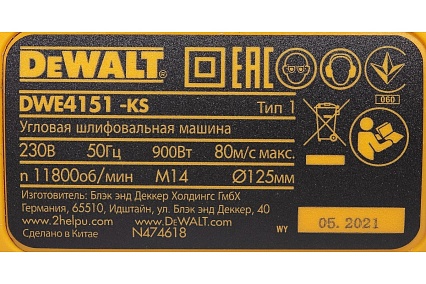 DEWALT EAC
DWE4151 -KS Тип 1
060
Угловая шлифовальная машина
230В 50Гц 900Вт 80м/с макс.
n 11800об/мин M14 Ø125мм
Изготовитель: Блэк энд Деккер Холдингс ГмбХ
Германия, 65510, Идштайн, ул. Блэк энд Деккер, 40
www.2helpu.com www.DEWALT.com
Сделано в Китае N474618 WY 05.2021